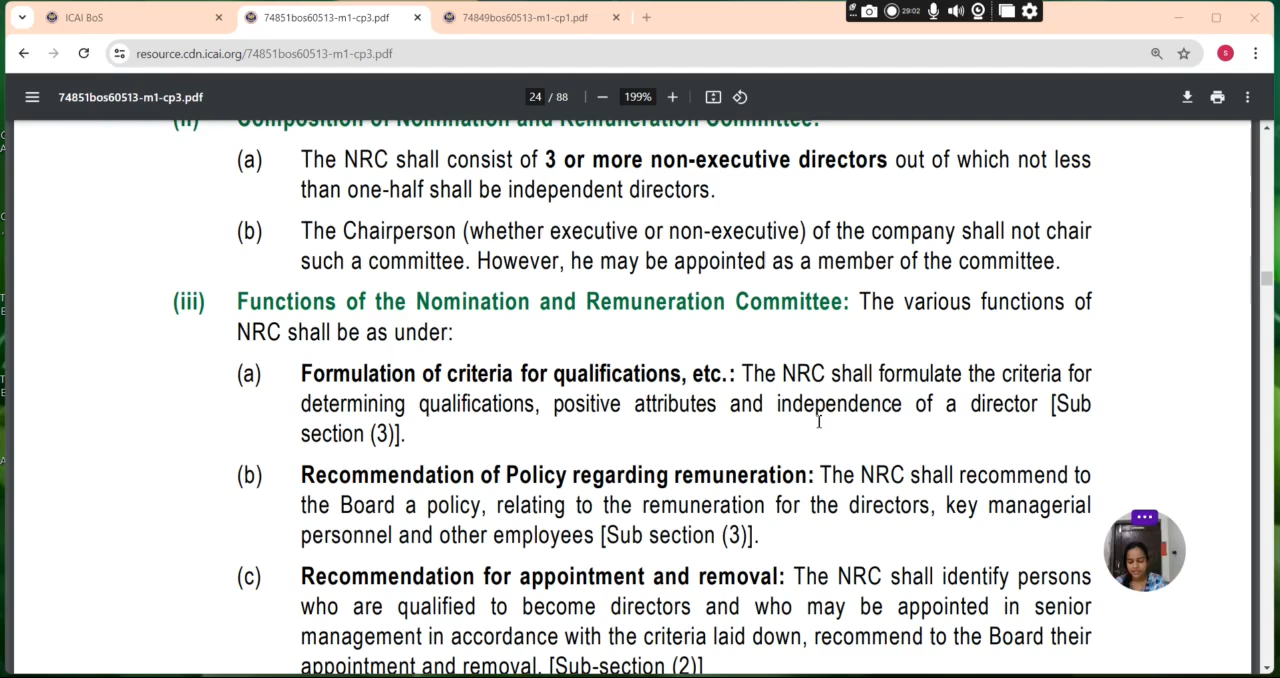 ICAI BoS
74851bos60513-m1-cp3.pdf
74849bos60513-m1-cp1.pdf
29:02
resource.cdn.icai.org/74851bos60513-m1-cp3.pdf
S
74851bos60513-m1-cp3.pdf
24 / 88
199%
(ii) Composition of Nomination and Remuneration Committee:
(a) The NRC shall consist of 3 or more non-executive directors out of which not less
than one-half shall be independent directors.
(b) The Chairperson (whether executive or non-executive) of the company shall not chair
such a committee. However, he may be appointed as a member of the committee.
(iii) Functions of the Nomination and Remuneration Committee: The various functions of
NRC shall be as under:
(a) Formulation of criteria for qualifications, etc.: The NRC shall formulate the criteria for
determining qualifications, positive attributes and independence of a director [Sub
section (3)].
(b) Recommendation of Policy regarding remuneration: The NRC shall recommend to
the Board a policy, relating to the remuneration for the directors, key managerial
personnel and other employees [Sub section (3)].
(c) Recommendation for appointment and removal: The NRC shall identify persons
who are qualified to become directors and who may be appointed in senior
management in accordance with the criteria laid down, recommend to the Board their
appointment and removal. [Sub-section (2)]